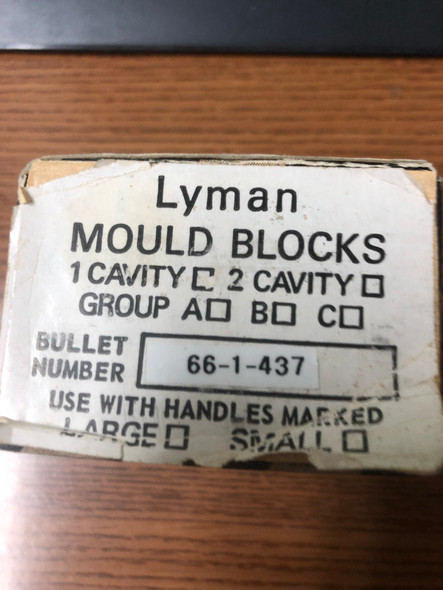 Lyman
MOULD BLOCKS
1 CAVITY □ 2 CAVITY □
GROUP A□ B□ C□
BULLET NUMBER 66-1-437
USE WITH HANDLES MARKED
LARGE □ SMALL □